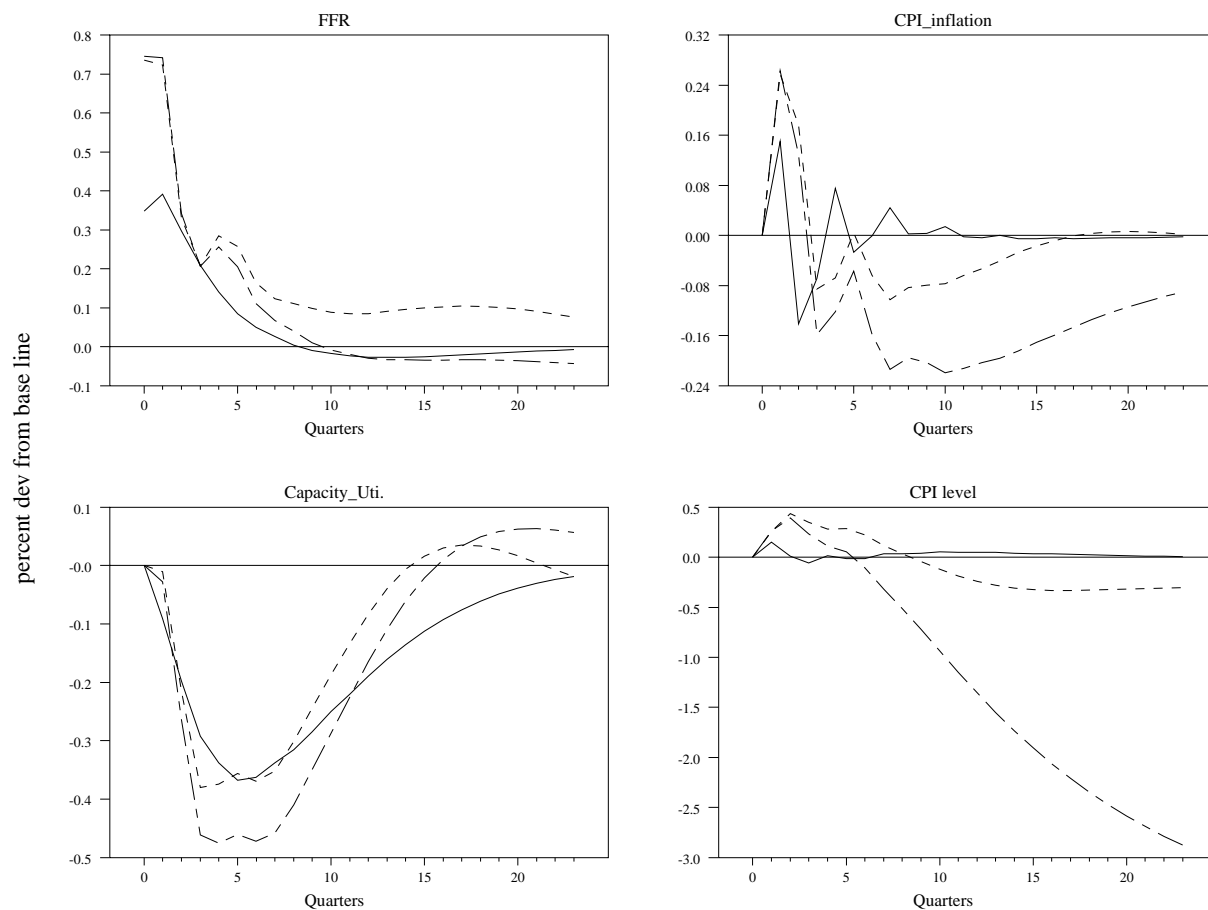 percent dev from base line
FFR
0.8
0.7
0.6
0.5
0.4
0.3
0.2
0.1
0.0
-0.1
0 5 10 15 20
Quarters
CPI_inflation
0.32
0.24
0.16
0.08
0.00
-0.08
-0.16
-0.24
0 5 10 15 20
Quarters
Capacity_Uti.
0.1
-0.0
-0.1
-0.2
-0.3
-0.4
-0.5
0 5 10 15 20
Quarters
CPI level
0.5
0.0
-0.5
-1.0
-1.5
-2.0
-2.5
-3.0
0 5 10 15 20
Quarters